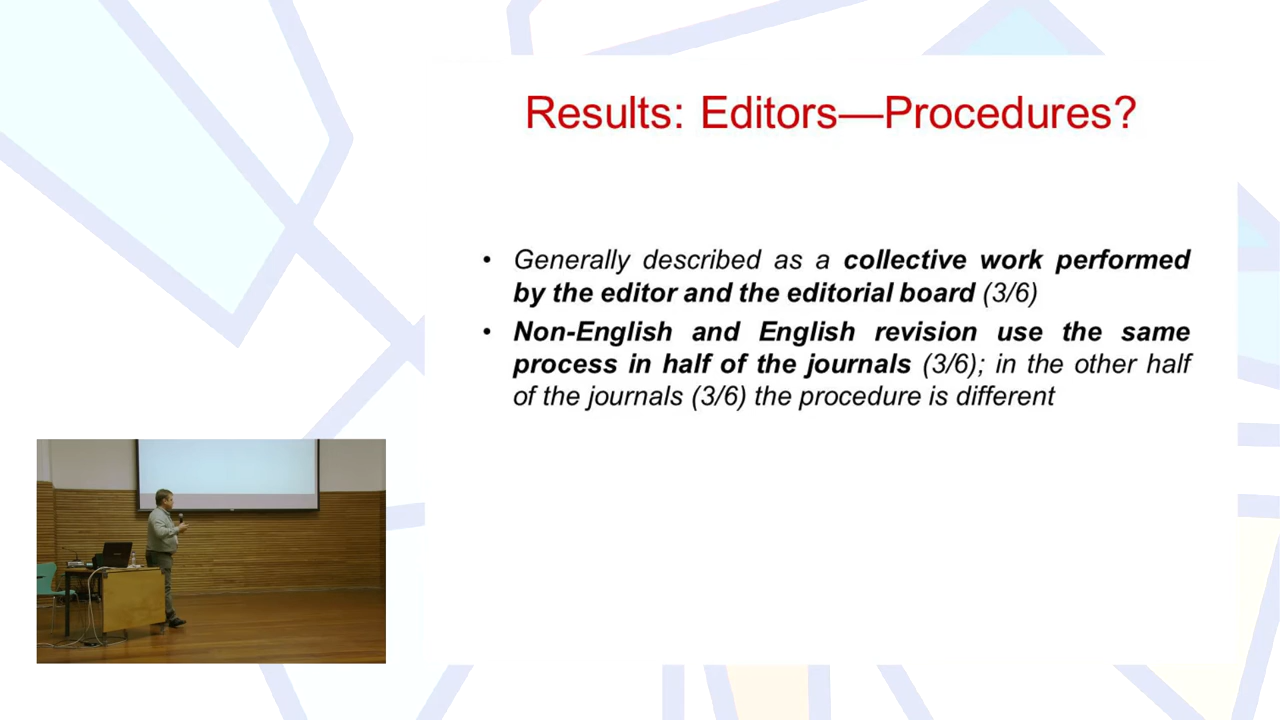 Results: Editors—Procedures?
• Generally described as a collective work performed
by the editor and the editorial board (3/6)
• Non-English and English revision use the same
process in half of the journals (3/6); in the other half
of the journals (3/6) the procedure is different